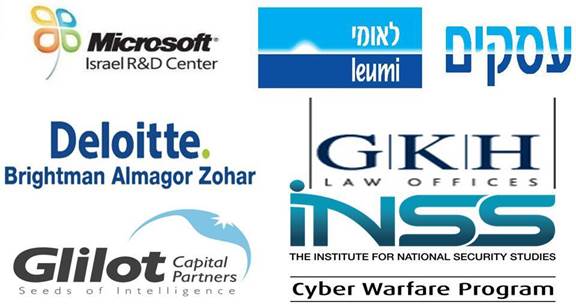 Microsoft®
Israel R&D Center
לאומי
leumi
עסקים
Deloitte.
Brightman Almagor Zohar
G|K|H
LAW OFFICES
iNSS
THE INSTITUTE FOR NATIONAL SECURITY STUDIES
Cyber Warfare Program
Glilot Capital
Partners
Seeds of Intelligence